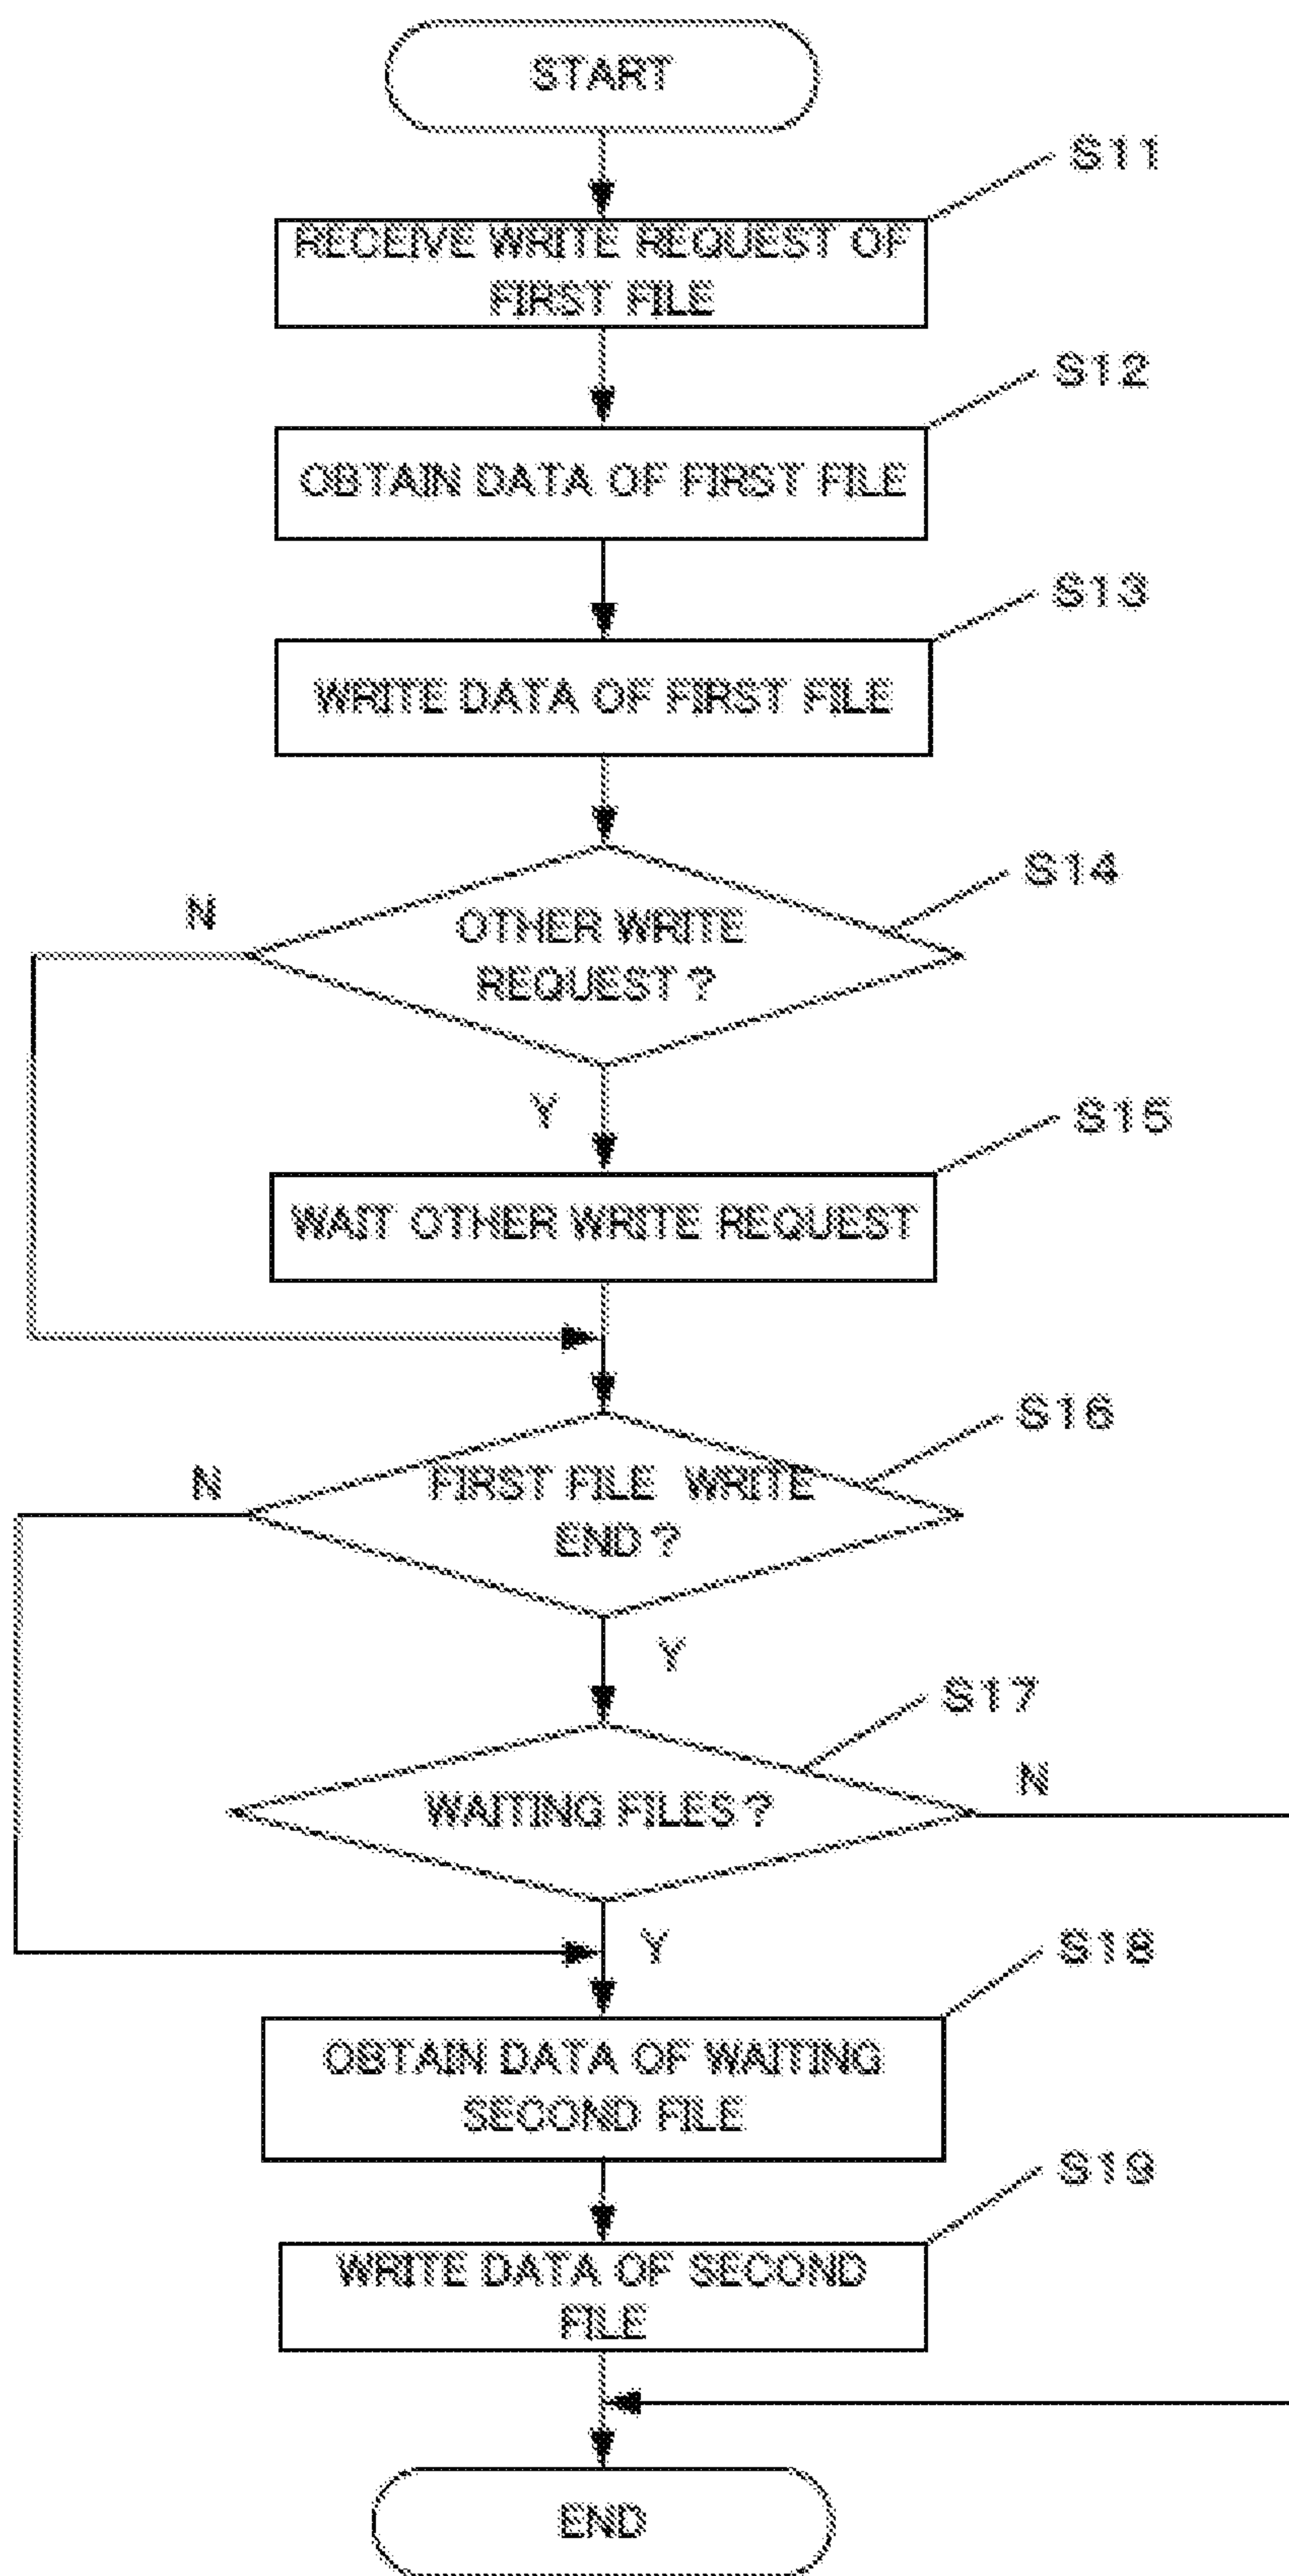 START
S11
RECEIVE WRITE REQUEST OF
FIRST FILE
S12
OBTAIN DATA OF FIRST FILE
S13
WRITE DATA OF FIRST FILE
S14
N
OTHER WRITE
REQUEST?
Y
S15
WAIT OTHER WRITE REQUEST
S16
N
FIRST FILE WRITE
END?
Y
S17
N
WAITING FILES?
Y
S18
OBTAIN DATA OF WAITING
SECOND FILE
S19
WRITE DATA OF SECOND
FILE
END